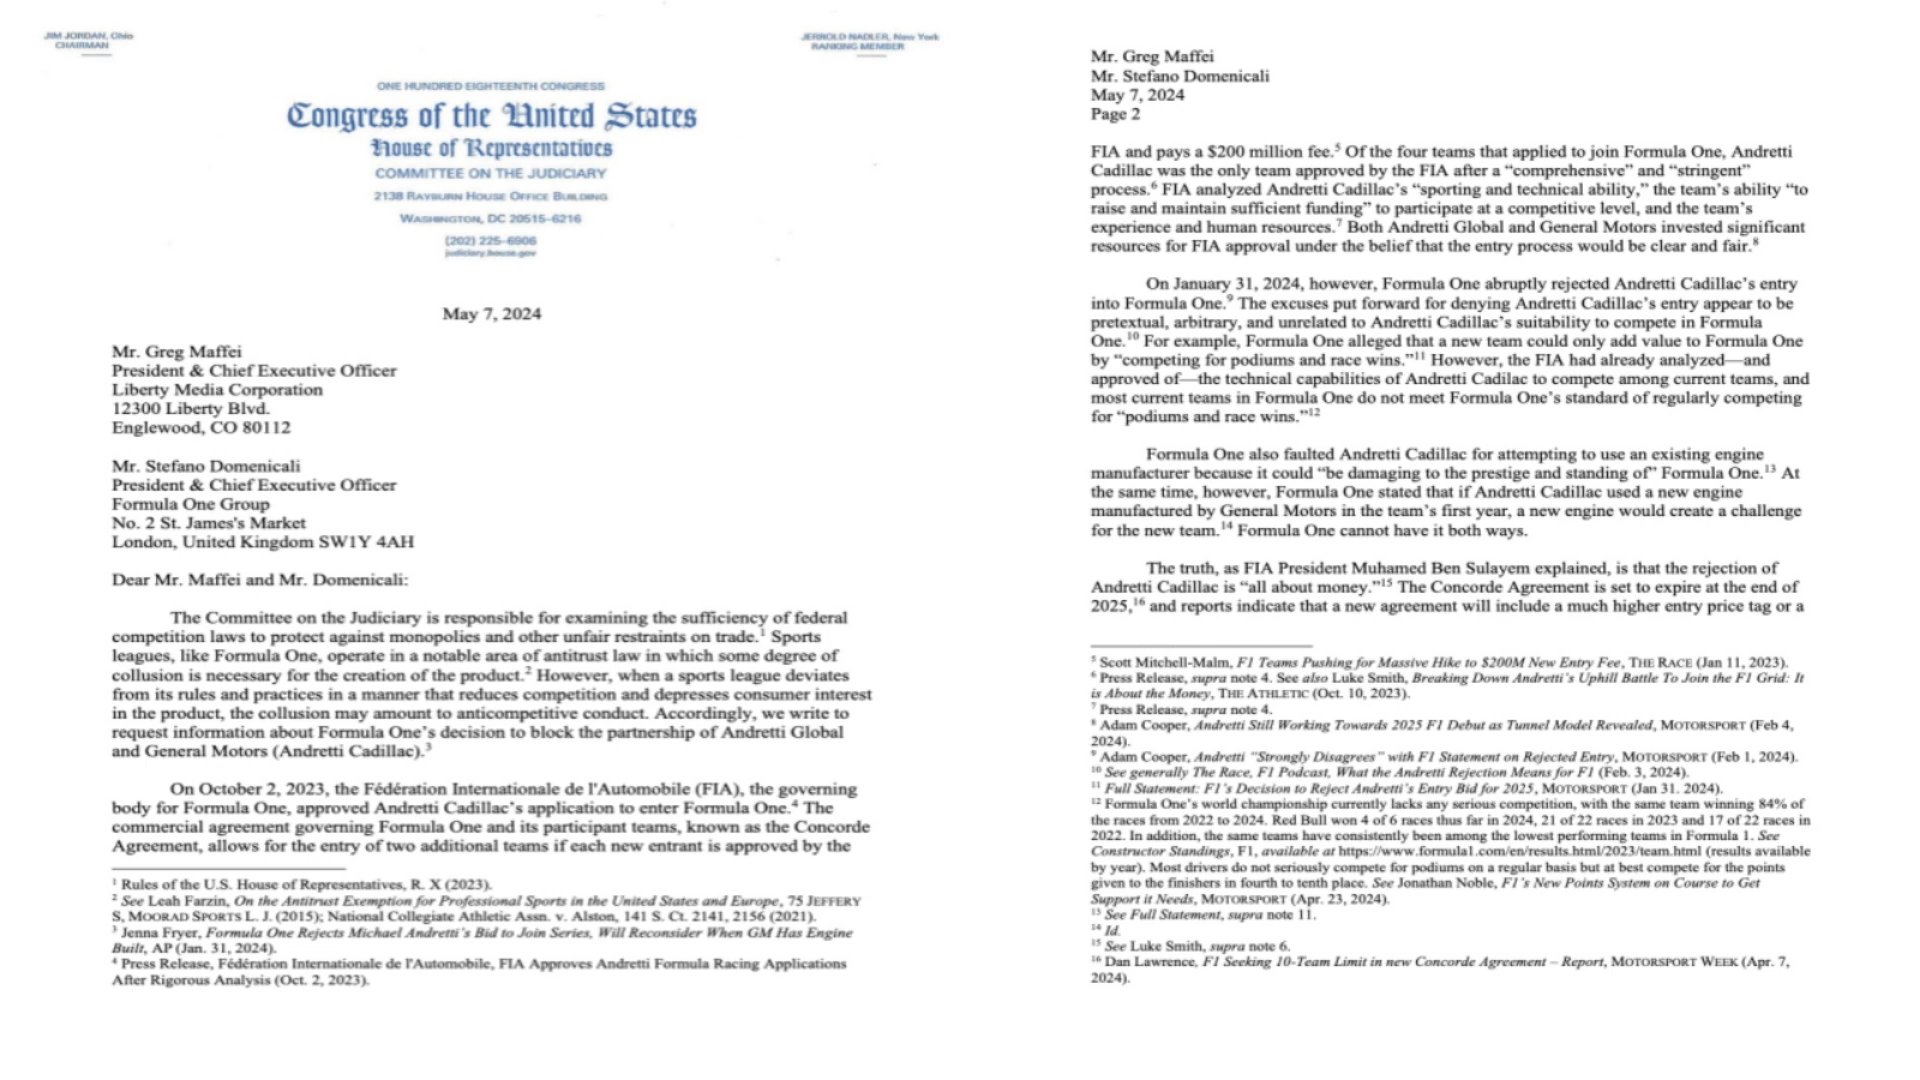 JIM JORDAN, Ohio
CHAIRMAN
JERROLD NADLER, New York
RANKING MEMBER
ONE HUNDRED EIGHTEENTH CONGRESS
Congress of the United States
House of Representatives
COMMITTEE ON THE JUDICIARY
2138 RAYBURN HOUSE OFFICE BUILDING
WASHINGTON, DC 20515-6216
(202) 225-6906
judiciary.house.gov
May 7, 2024
Mr. Greg Maffei
President & Chief Executive Officer
Liberty Media Corporation
12300 Liberty Blvd.
Englewood, CO 80112
Mr. Stefano Domenicali
President & Chief Executive Officer
Formula One Group
No. 2 St. James's Market
London, United Kingdom SW1Y 4AH
Dear Mr. Maffei and Mr. Domenicali:
The Committee on the Judiciary is responsible for examining the sufficiency of federal
competition laws to protect against monopolies and other unfair restraints on trade.1 Sports
leagues, like Formula One, operate in a notable area of antitrust law in which some degree of
collusion is necessary for the creation of the product.2 However, when a sports league deviates
from its rules and practices in a manner that reduces competition and depresses consumer interest
in the product, the collusion may amount to anticompetitive conduct. Accordingly, we write to
request information about Formula One's decision to block the partnership of Andretti Global
and General Motors (Andretti Cadillac).3
On October 2, 2023, the Fédération Internationale de l'Automobile (FIA), the governing
body for Formula One, approved Andretti Cadillac's application to enter Formula One.4 The
commercial agreement governing Formula One and its participant teams, known as the Concorde
Agreement, allows for the entry of two additional teams if each new entrant is approved by the
1 Rules of the U.S. House of Representatives, R. X (2023).
2 See Leah Farzin, On the Antitrust Exemption for Professional Sports in the United States and Europe, 75 JEFFERY
S, MOORAD SPORTS L. J. (2015); National Collegiate Athletic Assn. v. Alston, 141 S. Ct. 2141, 2156 (2021).
3 Jenna Fryer, Formula One Rejects Michael Andretti's Bid to Join Series, Will Reconsider When GM Has Engine
Built, AP (Jan. 31, 2024).
4 Press Release, Fédération Internationale de l'Automobile, FIA Approves Andretti Formula Racing Applications
After Rigorous Analysis (Oct. 2, 2023).
Mr. Greg Maffei
Mr. Stefano Domenicali
May 7, 2024
Page 2
FIA and pays a $200 million fee.5 Of the four teams that applied to join Formula One, Andretti
Cadillac was the only team approved by the FIA after a “comprehensive” and “stringent”
process.6 FIA analyzed Andretti Cadillac's “sporting and technical ability,” the team's ability “to
raise and maintain sufficient funding” to participate at a competitive level, and the team's
experience and human resources.7 Both Andretti Global and General Motors invested significant
resources for FIA approval under the belief that the entry process would be clear and fair.8
On January 31, 2024, however, Formula One abruptly rejected Andretti Cadillac's entry
into Formula One.9 The excuses put forward for denying Andretti Cadillac's entry appear to be
pretextual, arbitrary, and unrelated to Andretti Cadillac's suitability to compete in Formula
One.10 For example, Formula One alleged that a new team could only add value to Formula One
by “competing for podiums and race wins.”11 However, the FIA had already analyzed—and
approved of—the technical capabilities of Andretti Cadilac to compete among current teams, and
most current teams in Formula One do not meet Formula One's standard of regularly competing
for “podiums and race wins.”12
Formula One also faulted Andretti Cadillac for attempting to use an existing engine
manufacturer because it could “be damaging to the prestige and standing of” Formula One.13 At
the same time, however, Formula One stated that if Andretti Cadillac used a new engine
manufactured by General Motors in the team's first year, a new engine would create a challenge
for the new team.14 Formula One cannot have it both ways.
The truth, as FIA President Muhamed Ben Sulayem explained, is that the rejection of
Andretti Cadillac is “all about money.”15 The Concorde Agreement is set to expire at the end of
2025,16 and reports indicate that a new agreement will include a much higher entry price tag or a
5 Scott Mitchell-Malm, F1 Teams Pushing for Massive Hike to $200M New Entry Fee, THE RACE (Jan 11, 2023).
6 Press Release, supra note 4. See also Luke Smith, Breaking Down Andretti's Uphill Battle To Join the F1 Grid: It
is About the Money, THE ATHLETIC (Oct. 10, 2023).
7 Press Release, supra note 4.
8 Adam Cooper, Andretti Still Working Towards 2025 F1 Debut as Tunnel Model Revealed, MOTORSPORT (Feb 4,
2024).
9 Adam Cooper, Andretti “Strongly Disagrees” with F1 Statement on Rejected Entry, MOTORSPORT (Feb 1, 2024).
10 See generally The Race, F1 Podcast, What the Andretti Rejection Means for F1 (Feb. 3, 2024).
11 Full Statement: F1's Decision to Reject Andretti's Entry Bid for 2025, MOTORSPORT (Jan 31. 2024).
12 Formula One's world championship currently lacks any serious competition, with the same team winning 84% of
the races from 2022 to 2024. Red Bull won 4 of 6 races thus far in 2024, 21 of 22 races in 2023 and 17 of 22 races in
2022. In addition, the same teams have consistently been among the lowest performing teams in Formula 1. See
Constructor Standings, F1, available at https://www.formula1.com/en/results.html/2023/team.html (results available
by year). Most drivers do not seriously compete for podiums on a regular basis but at best compete for the points
given to the finishers in fourth to tenth place. See Jonathan Noble, F1's New Points System on Course to Get
Support it Needs, MOTORSPORT (Apr. 23, 2024).
13 See Full Statement, supra note 11.
14 Id.
15 See Luke Smith, supra note 6.
16 Dan Lawrence, F1 Seeking 10-Team Limit in new Concorde Agreement – Report, MOTORSPORT WEEK (Apr. 7,
2024).